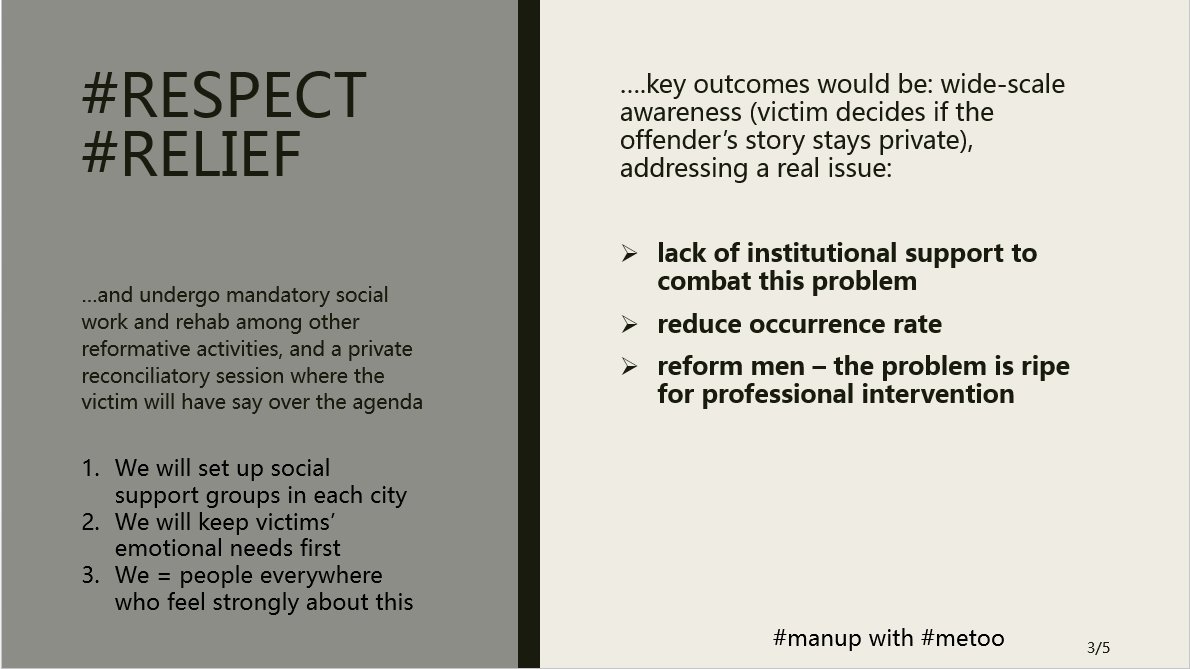 #RESPECT
#RELIEF
…and undergo mandatory social
work and rehab among other
reformative activities, and a private
reconciliatory session where the
victim will have say over the agenda
1. We will set up social
support groups in each city
2. We will keep victims’
emotional needs first
3. We = people everywhere
who feel strongly about this
….key outcomes would be: wide-scale
awareness (victim decides if the
offender’s story stays private),
addressing a real issue:
➢ lack of institutional support to
combat this problem
➢ reduce occurrence rate
➢ reform men – the problem is ripe
for professional intervention
#manup with #metoo
3/5